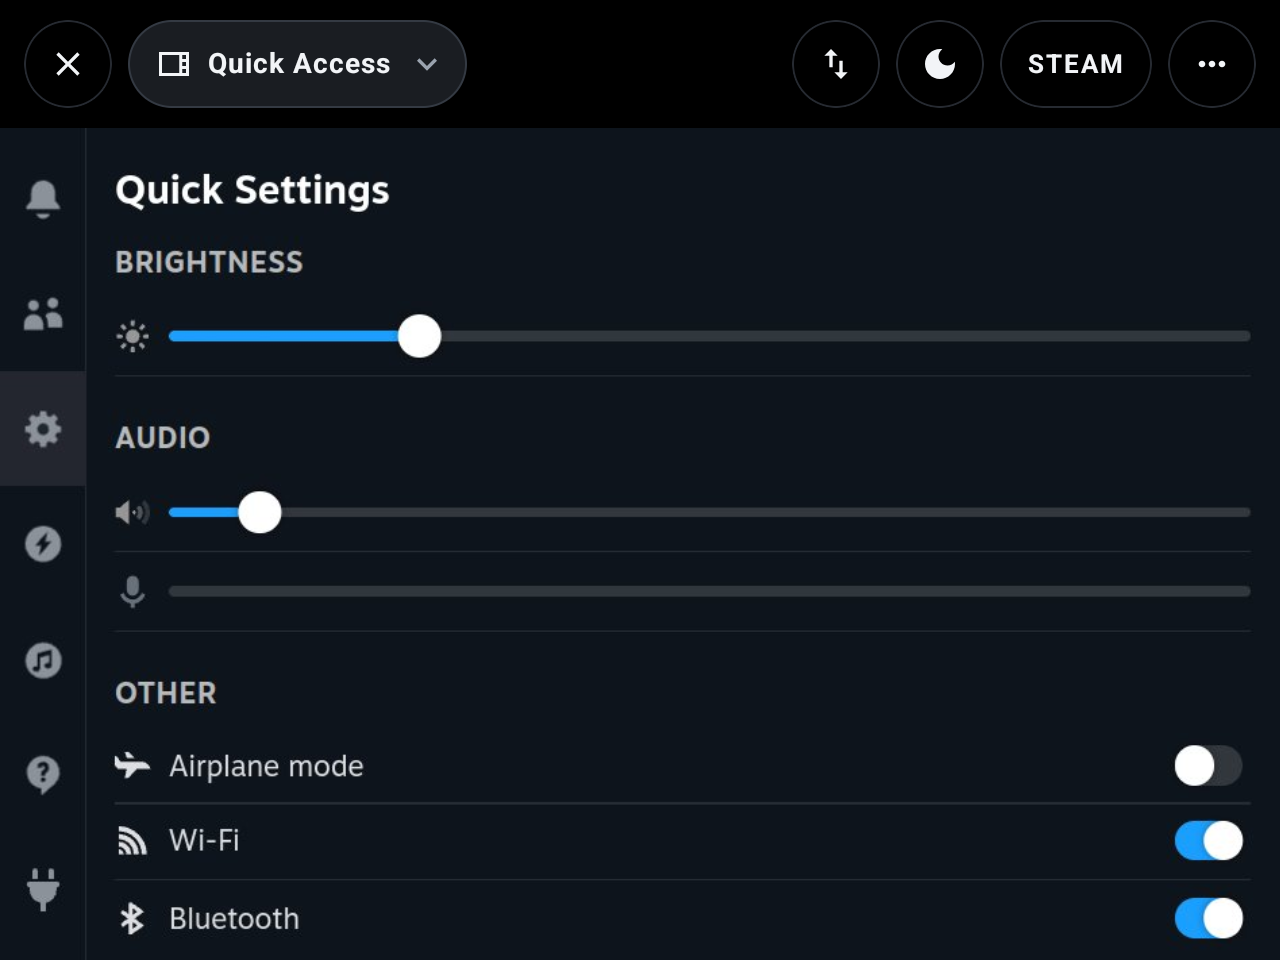 Quick Access
STEAM
Quick Settings
BRIGHTNESS
AUDIO
OTHER
Airplane mode
Wi-Fi
Bluetooth